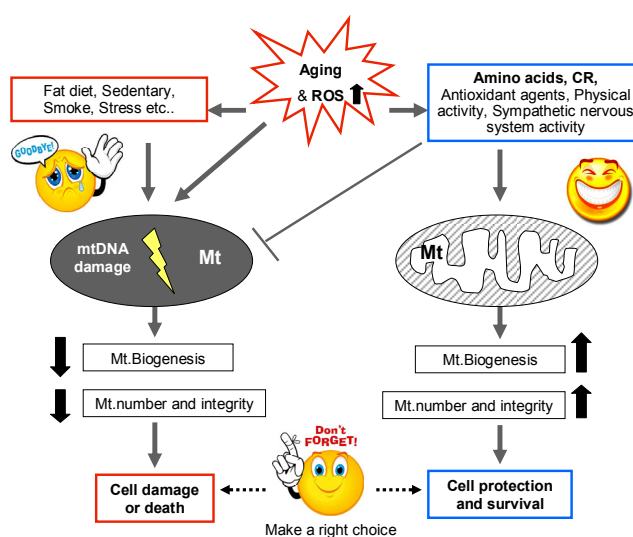 Aging
& ROS
Fat diet, Sedentary,
Smoke, Stress etc..
Amino acids, CR,
Antioxidant agents, Physical
activity, Sympathetic nervous
system activity
GOODBYE!
mtDNA
damage
Mt
Mt
Mt.Biogenesis
Mt.Biogenesis
Mt.number and integrity
Mt.number and integrity
Don't
FORGET!
Cell damage
or death
Cell protection
and survival
Make a right choice